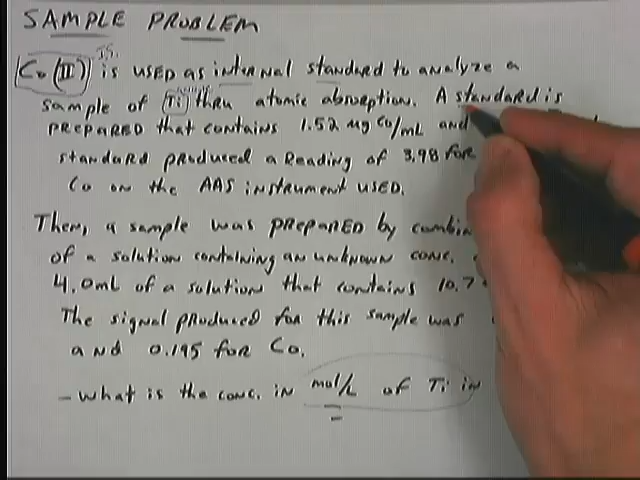 SAMPLE PROBLEM
I.S.
Co (II) is USED as internal standard to analyze a
sample of Ti thru atomic absorption. A standard is
PREPARED that contains 1.52 µg Co/mL and
standard produced a Reading of 3.98 for
Co on the AAS instrument USED.
Then, a sample was PREPARED by combin
of a solution containing an unknown conc.
4.0mL of a solution that contains 10.7
The signal produced for this sample was
and 0.195 for Co.
- what is the conc. in mol/L of Ti in